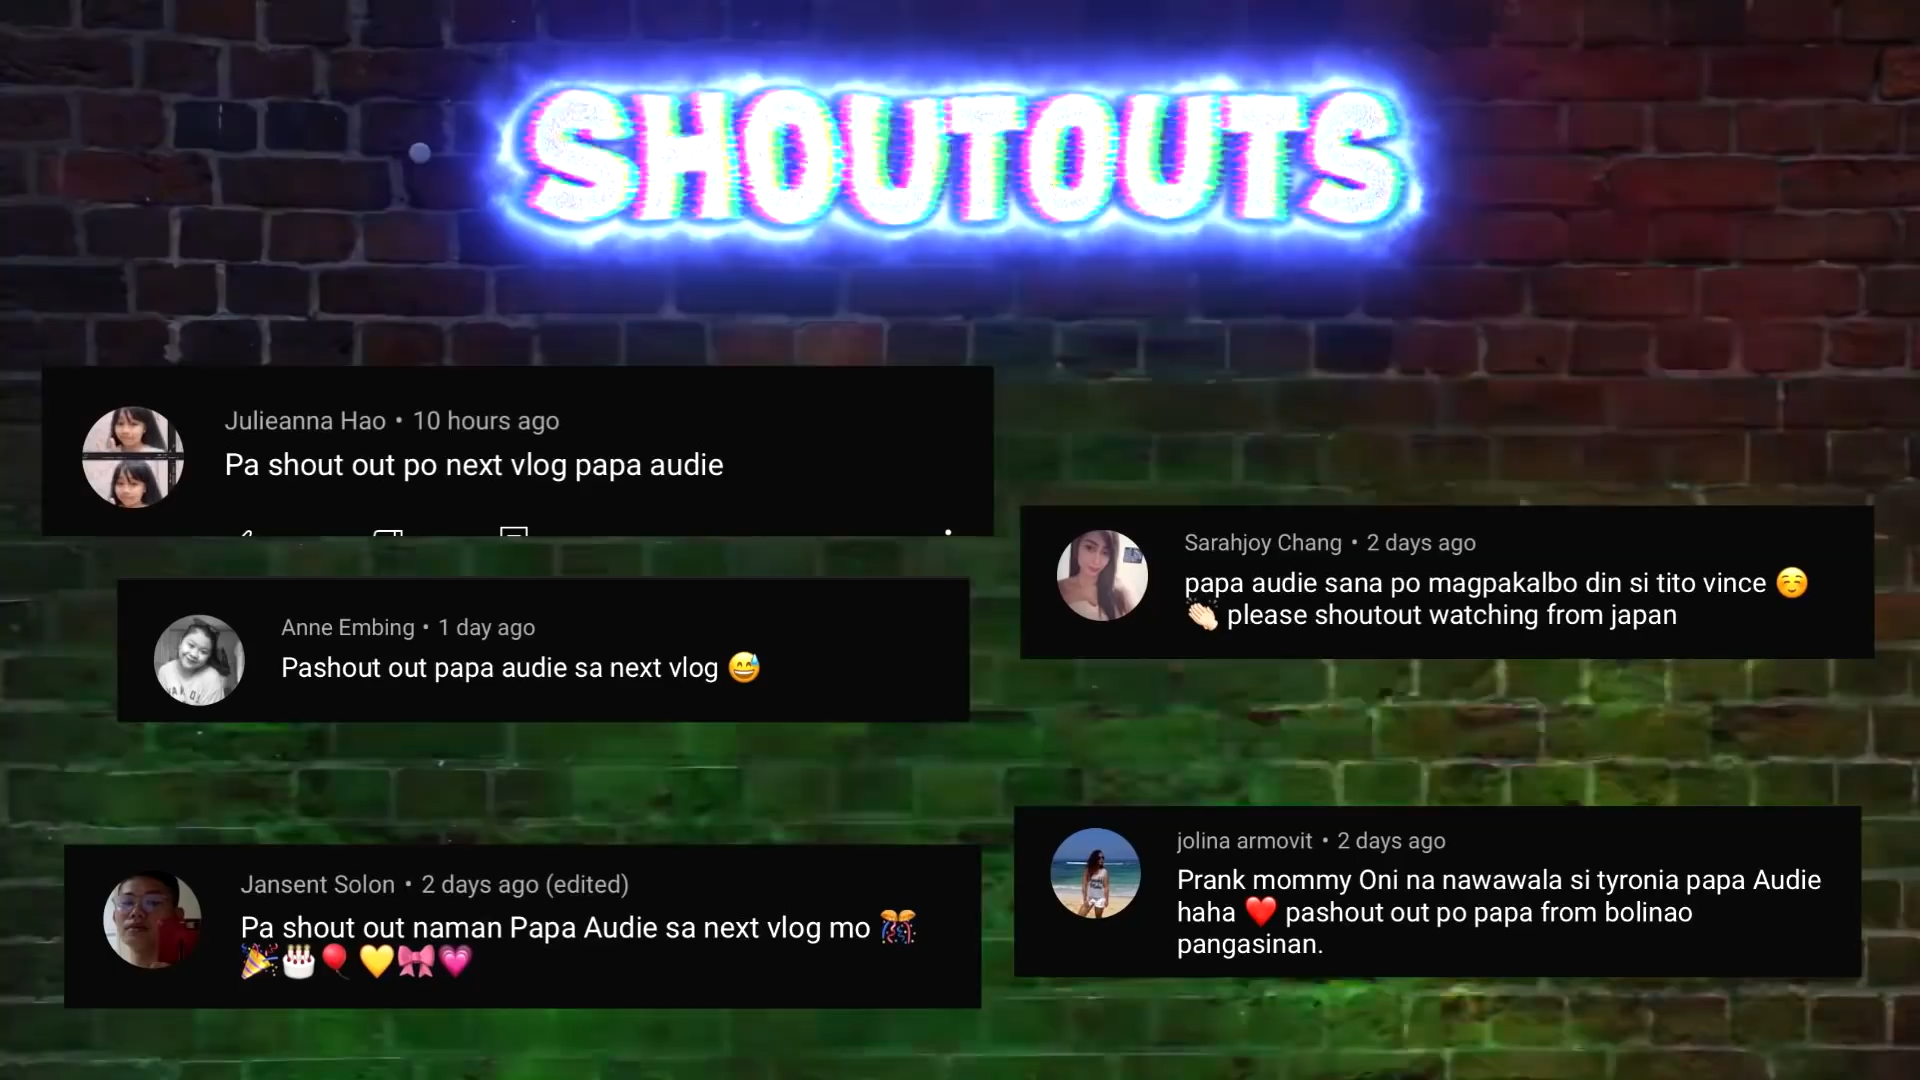 SHOUTOUTS
Julieanna Hao • 10 hours ago
Pa shout out po next vlog papa audie
Anne Embing • 1 day ago
Pashout out papa audie sa next vlog 😅
Jansent Solon • 2 days ago (edited)
Pa shout out naman Papa Audie sa next vlog mo 🎊
🎉🎂🎈💛🎀💗
Sarahjoy Chang • 2 days ago
papa audie sana po magpakalbo din si tito vince ☺️
👏🏻 please shoutout watching from japan
jolina armovit • 2 days ago
Prank mommy Oni na nawawala si tyronia papa Audie
haha ❤️ pashout out po papa from bolinao
pangasinan.